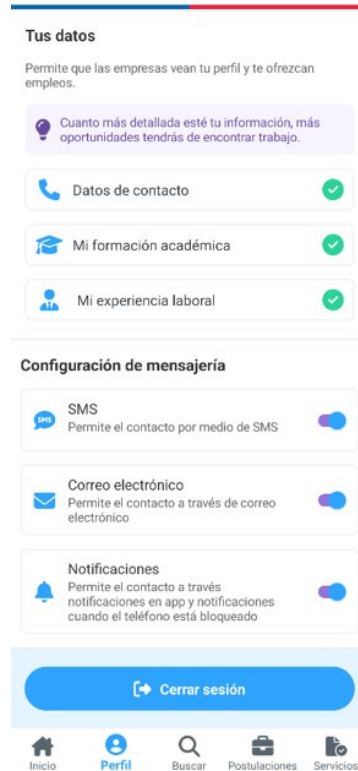 Tus datos
Permite que las empresas vean tu perfil y te ofrezcan
empleos.
Cuanto más detallada esté tu información, más
oportunidades tendrás de encontrar trabajo.
Datos de contacto
Mi formación académica
Mi experiencia laboral
Configuración de mensajería
SMS
SMS
Permite el contacto por medio de SMS
Correo electrónico
Permite el contacto a través de correo
electrónico
Notificaciones
Permite el contacto a través
notificaciones en app y notificaciones
cuando el teléfono está bloqueado
Cerrar sesión
Inicio Perfil Buscar Postulaciones Servicios